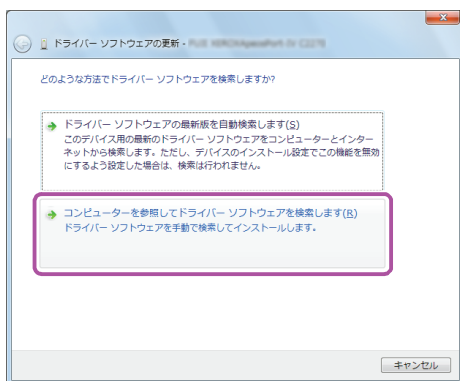 ドライバー ソフトウェアの更新 -
どのような方法でドライバー ソフトウェアを検索しますか?
ドライバー ソフトウェアの最新版を自動検索します(S)
このデバイス用の最新のドライバー ソフトウェアをコンピューターとインター
ネットから検索します。ただし、デバイスのインストール設定でこの機能を無効
にするよう設定した場合は、検索は行われません。
コンピューターを参照してドライバー ソフトウェアを検索します(R)
ドライバー ソフトウェアを手動で検索してインストールします。
キャンセル